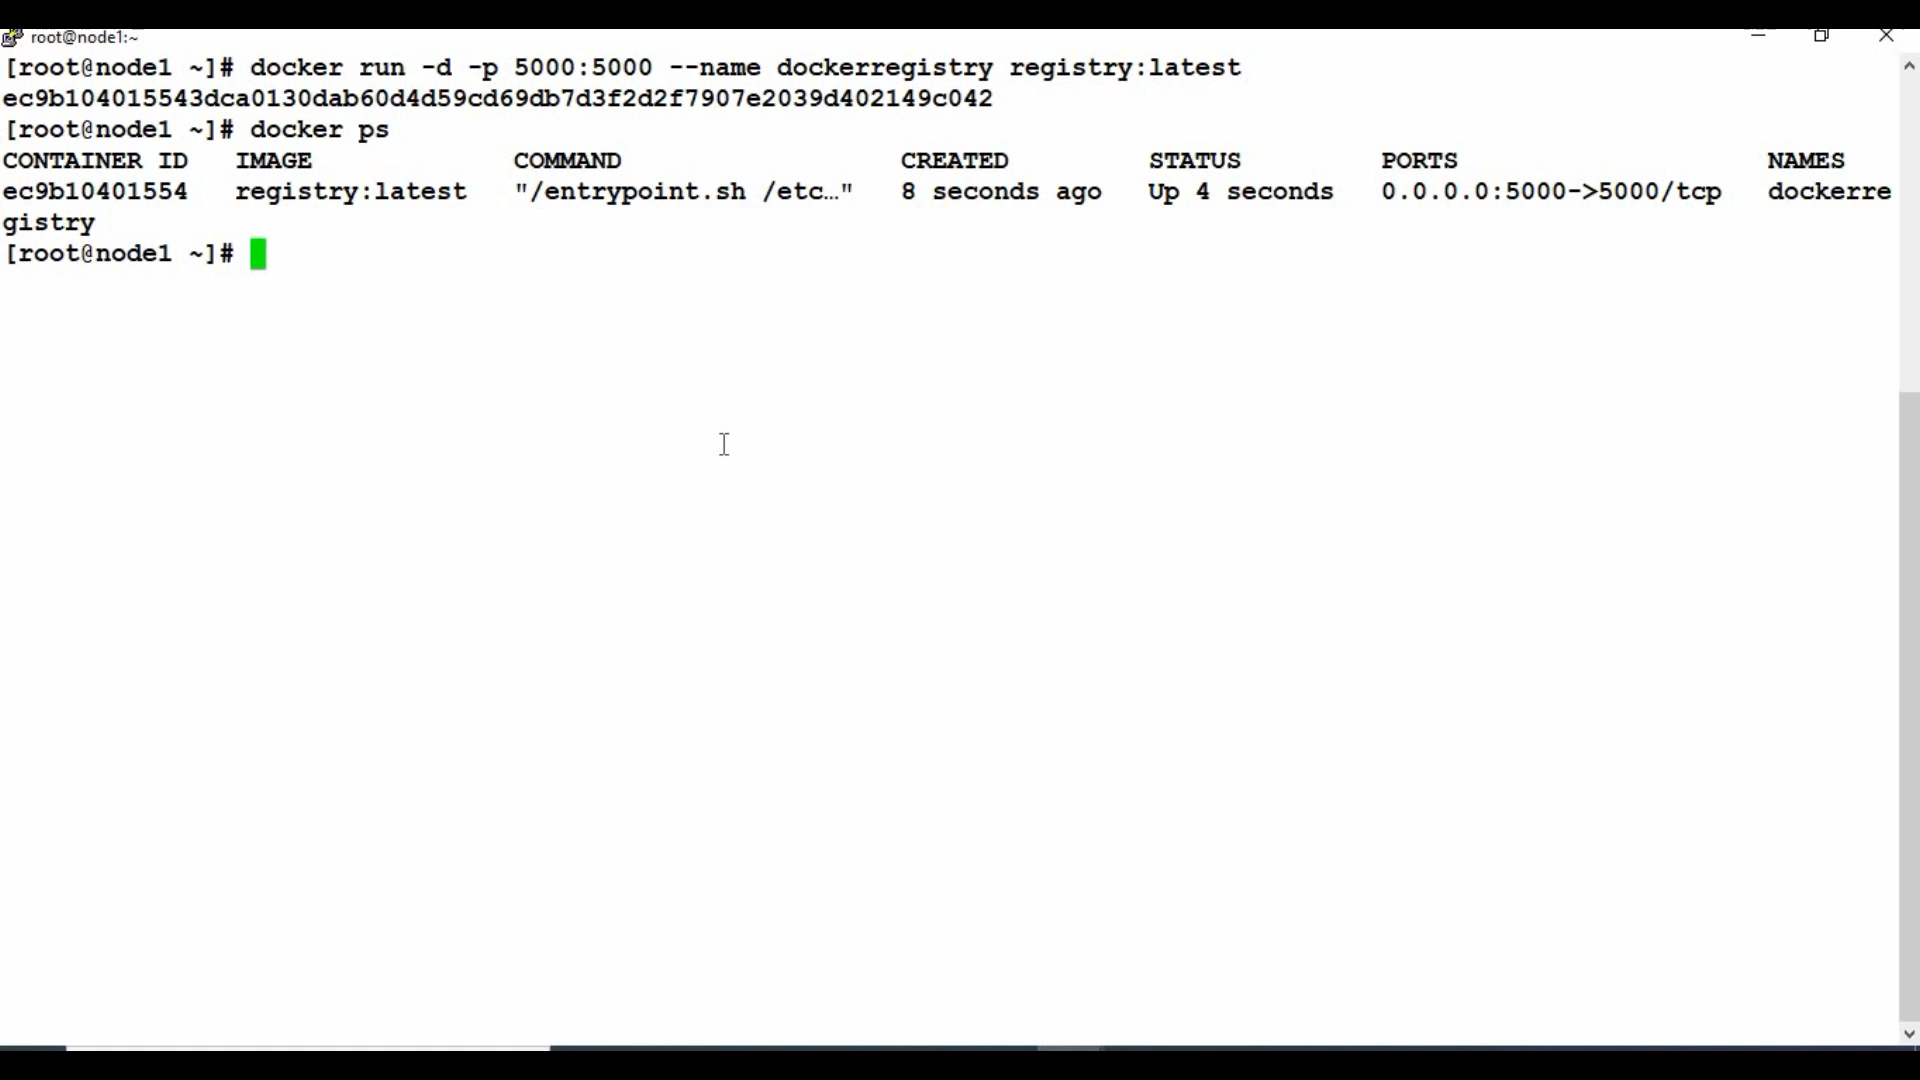 root@node1:~
[root@node1 ~]# docker run -d -p 5000:5000 --name dockerregistry registry:latest
ec9b104015543dca0130dab60d4d59cd69db7d3f2d2f7907e2039d402149c042
[root@node1 ~]# docker ps
CONTAINER ID   IMAGE             COMMAND                  CREATED         STATUS         PORTS                    NAMES
ec9b10401554   registry:latest   "/entrypoint.sh /etc…"   8 seconds ago   Up 4 seconds   0.0.0.0:5000->5000/tcp   dockerre
gistry
[root@node1 ~]#